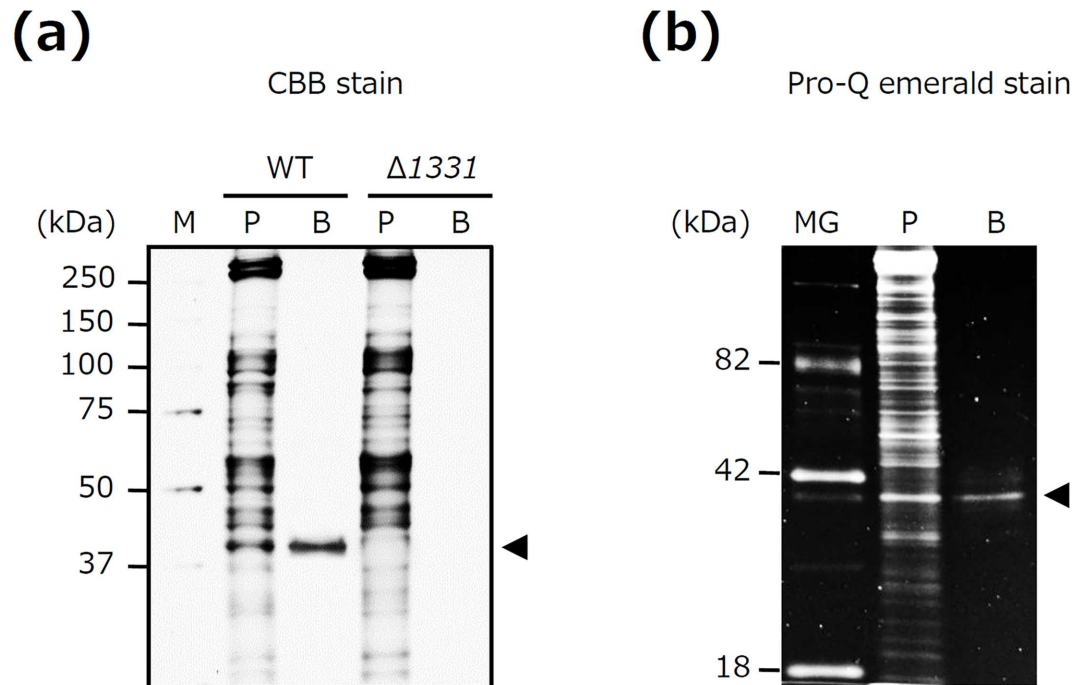 (a)
CBB stain
WT Δ1331
(kDa) M P B P B
250
150
100
75
50
37
(b)
Pro-Q emerald stain
(kDa) MG P B
82
42
18